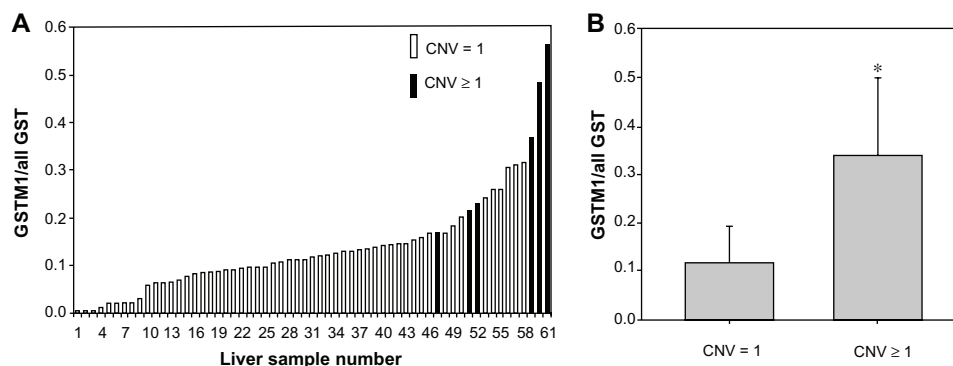 A
0.6
0.5
0.4
0.3
0.2
0.1
0.0
GSTM1/all GST
CNV = 1
CNV ≥ 1
1 4 7 10 13 16 19 22 25 28 31 34 37 40 43 46 49 52 55 58 61
Liver sample number
B
0.6
0.5
0.4
0.3
0.2
0.1
0.0
GSTM1/all GST
*
CNV = 1 CNV ≥ 1